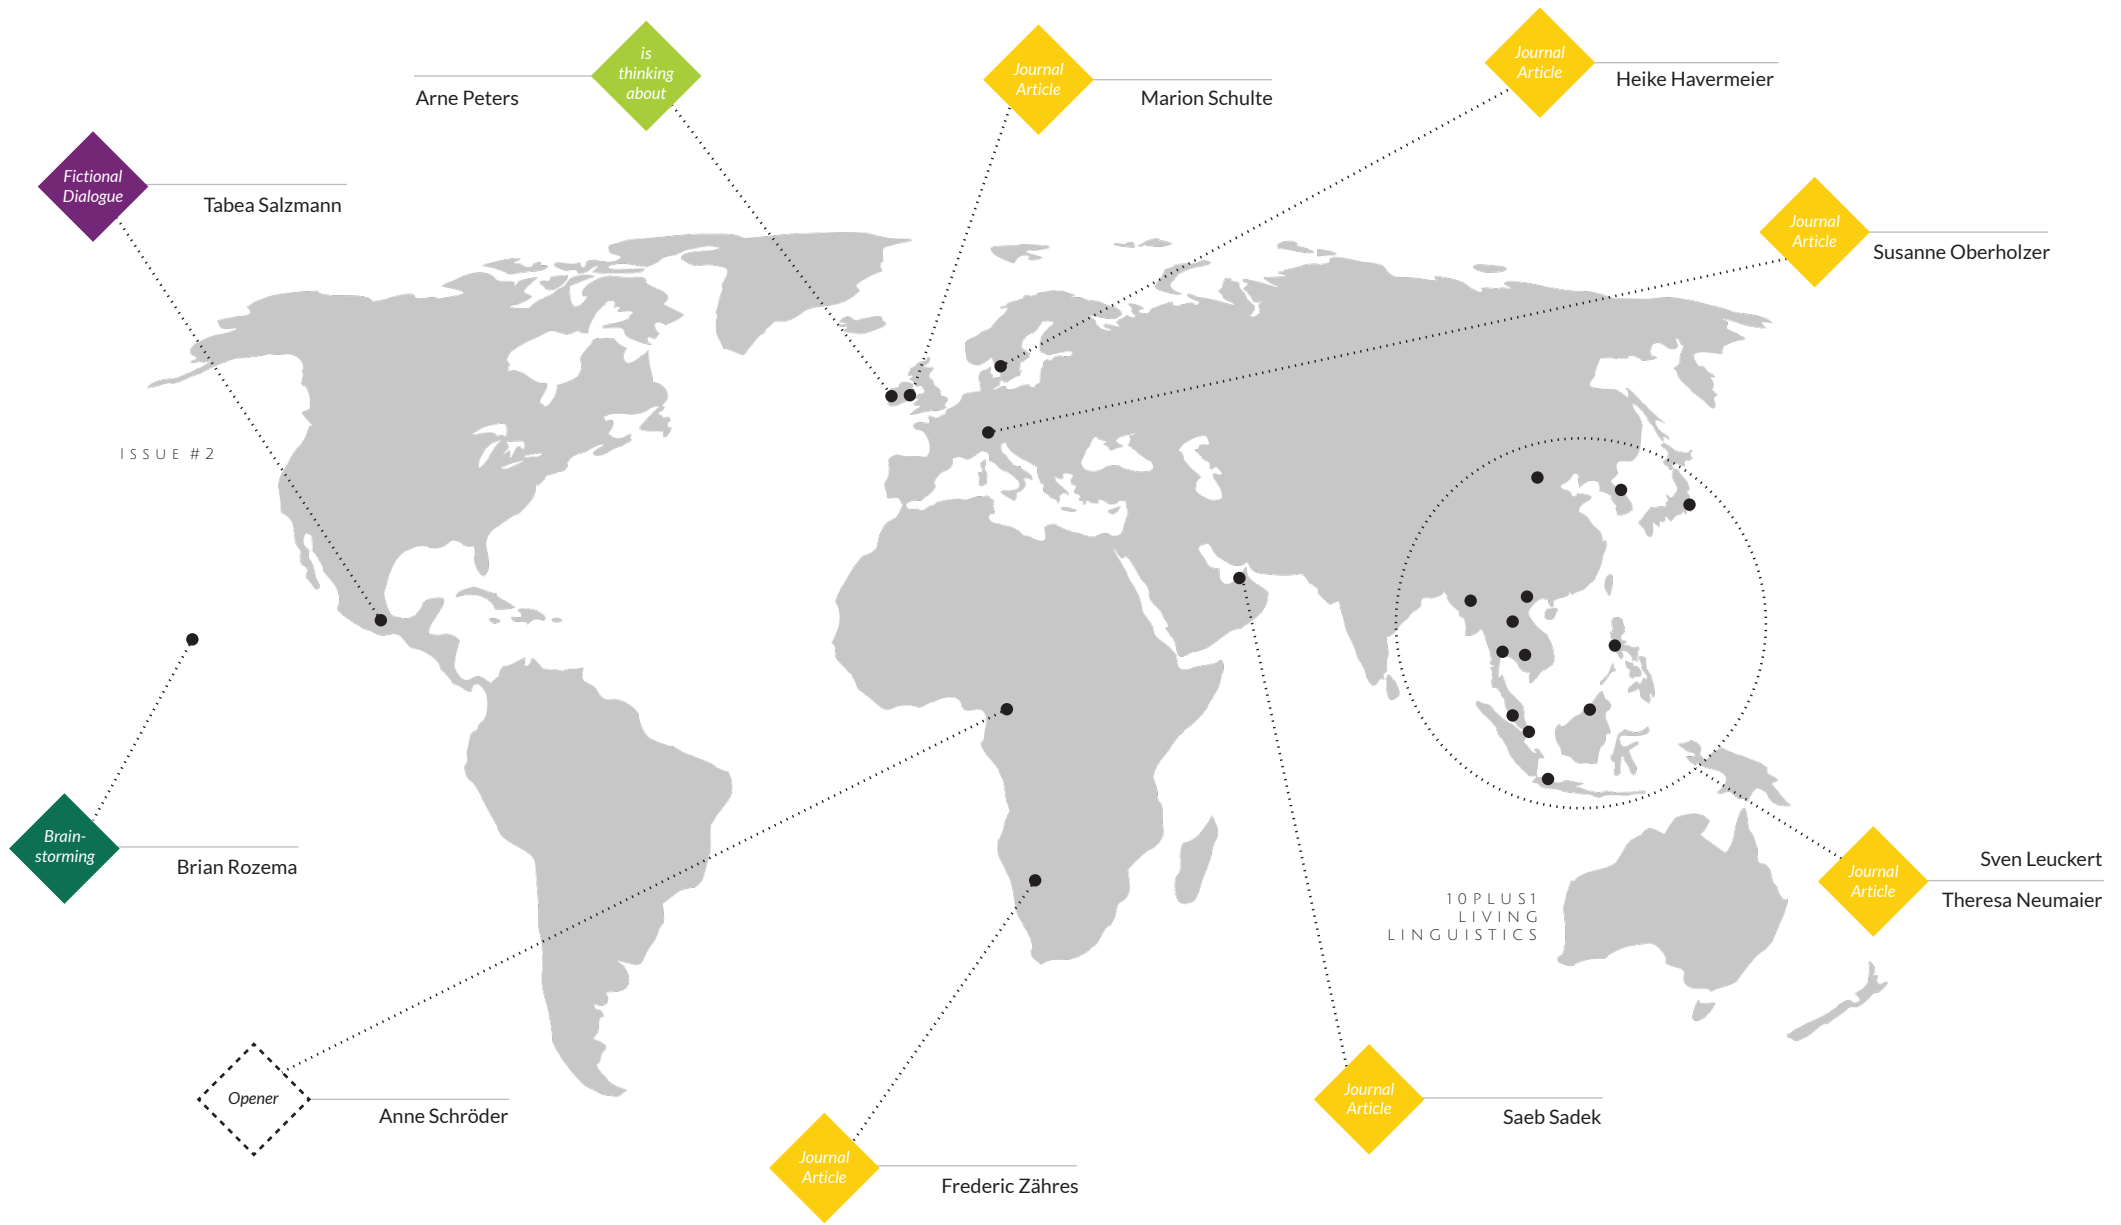 is
thinking
about
Arne Peters
Journal
Article
Marion Schulte
Journal
Article
Heike Havermeier
Fictional
Dialogue
Tabea Salzmann
Journal
Article
Susanne Oberholzer
ISSUE #2
Brain-
storming
Brian Rozema
Journal
Article
Sven Leuckert
Theresa Neumaier
10PLUS1
LIVING
LINGUISTICS
Opener
Anne Schröder
Journal
Article
Saeb Sadek
Journal
Article
Frederic Zähres